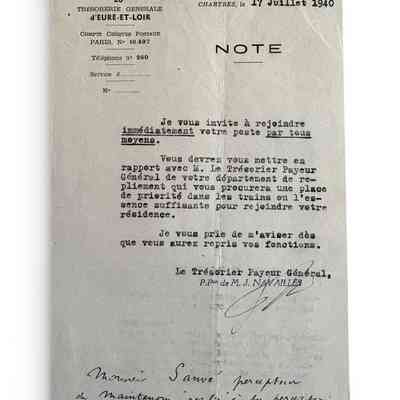 TRÉSORERIE GÉNÉRALE
d'EURE-ET-LOIR
COMPTE CHÈQUES POSTAUX
PARIS, N°
Téléphone n° 260
Service
M
CHARTRES, le 17 Juillet 1940
NOTE
Je vous invite à rejoindre
immédiatement votre poste par tous
moyens.
Vous devrez vous mettre en
rapport avec M. Le Trésorier Payeur
Général de votre département de re-
pliement qui vous procurera une place
de priorité dans les trains ou l'es-
sence suffisante pour rejoindre votre
résidence.
Je vous prie de m'aviser dès
que vous aurez repris vos fonctions.
Le Trésorier Payeur Général,
P.Pon de M. J. NAVAILLES
Monsieur Sauvé percepteur
de Maintenon